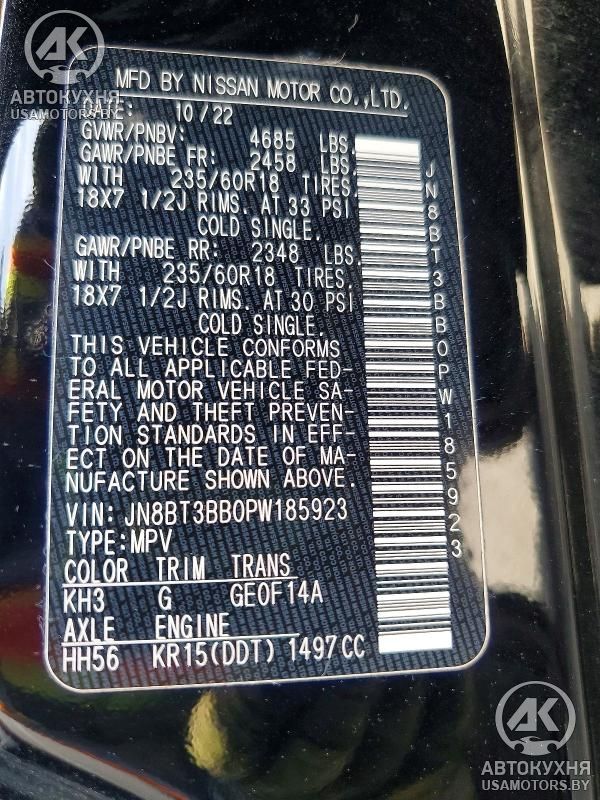 AK
АВТОКУХНЯ
USAMOTORS.BY
MFD BY NISSAN MOTOR CO.,LTD.
DATE: 10/22
GVWR/PNBV: 4685 LBS.
GAWR/PNBE FR: 2458 LBS.
WITH 235/60R18 TIRES.
18X7 1/2J RIMS. AT 33 PSI
COLD SINGLE.
GAWR/PNBE RR: 2348 LBS.
WITH 235/60R18 TIRES.
18X7 1/2J RIMS. AT 30 PSI
COLD SINGLE.
THIS VEHICLE CONFORMS
TO ALL APPLICABLE FED-
ERAL MOTOR VEHICLE SA-
FETY AND THEFT PREVEN-
TION STANDARDS IN EFF-
ECT ON THE DATE OF MA-
NUFACTURE SHOWN ABOVE.
VIN: JN8BT3BB0PW185923
TYPE:MPV
COLOR TRIM TRANS
KH3 G GE0F14A
AXLE ENGINE
HH56 KR15(DDT) 1497CC
JN8BT3BB0PW185923
AK
АВТОКУХНЯ
USAMOTORS.BY